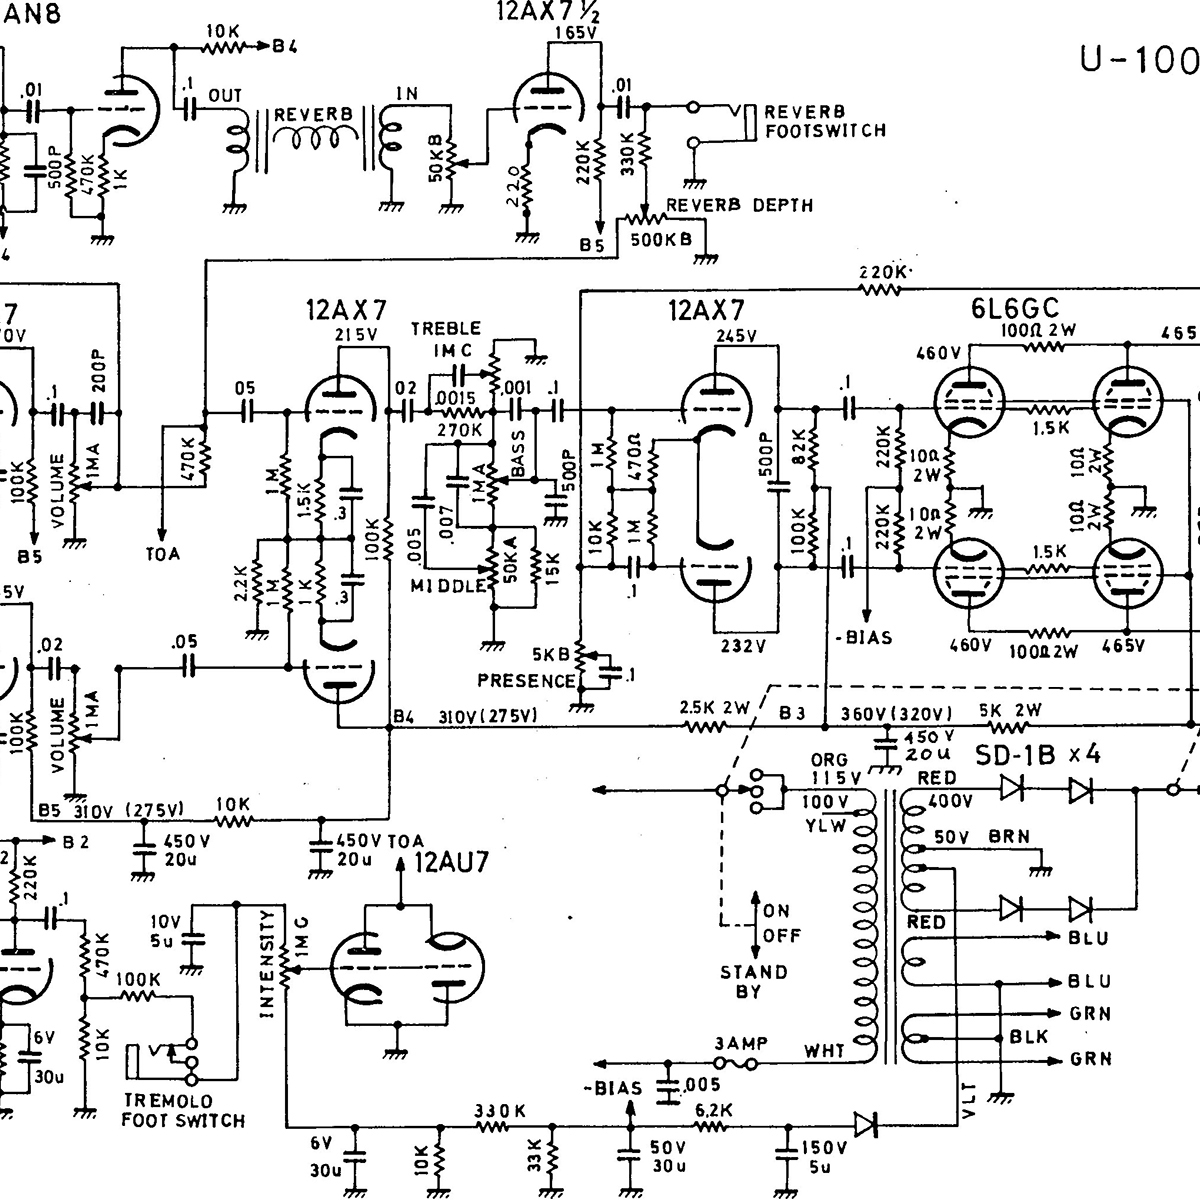 AN8
10K
B4
.01
.1
OUT
REVERB
IN
500P
470K
1K
50KB
12AX7 ½
165V
.01
220
220K
330K
B5
REVERB
FOOTSWITCH
REVERB DEPTH
500KB
U-100
220K
7
0V
.1
200P
100K
VOLUME
1MA
B5
TOA
470K
.05
12AX7
215V
1M
1.5K
.3
2.2K
1M
1K
.3
100K
.02
TREBLE
1MC
.0015
270K
.001
.1
BASS
1MA
500P
.005
.007
MIDDLE
50KA
15K
12AX7
245V
1M
470Ω
10K
1M
.1
232V
500P
82K
100K
.1
.1
220K
220K
-BIAS
6L6GC
100Ω 2W
460V
465
1.5K
10Ω
2W
10Ω
2W
10Ω
2W
10Ω
2W
1.5K
460V
100Ω2W
465V
5KB
PRESENCE
.1
5V
.02
100K
VOLUME
1MA
.05
B4
310V(275V)
2.5K 2W
B3
360V(320V)
5K 2W
450V
20u
B5
310V (275V)
10K
450V
20u
450V
20u
TOA
12AU7
B2
220K
.1
470K
100K
10K
6V
30u
TREMOLO
FOOT SWITCH
10V
5u
INTENSITY
1MC
ORG
115V
100V
YLW
SD-1B x4
RED
400V
50V
BRN
RED
BLU
BLU
GRN
BLK
GRN
ON
OFF
STAND
BY
3AMP
WHT
-BIAS
.005
VLT
6V
30u
10K
330K
33K
50V
30u
6.2K
150V
5u